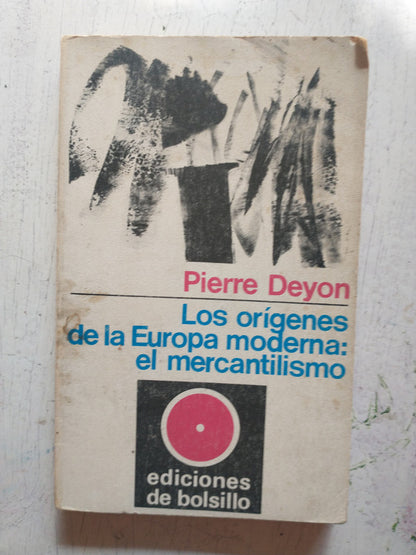 Pierre Deyon
Los orígenes
de la Europa moderna:
el mercantilismo
ediciones
de bolsillo